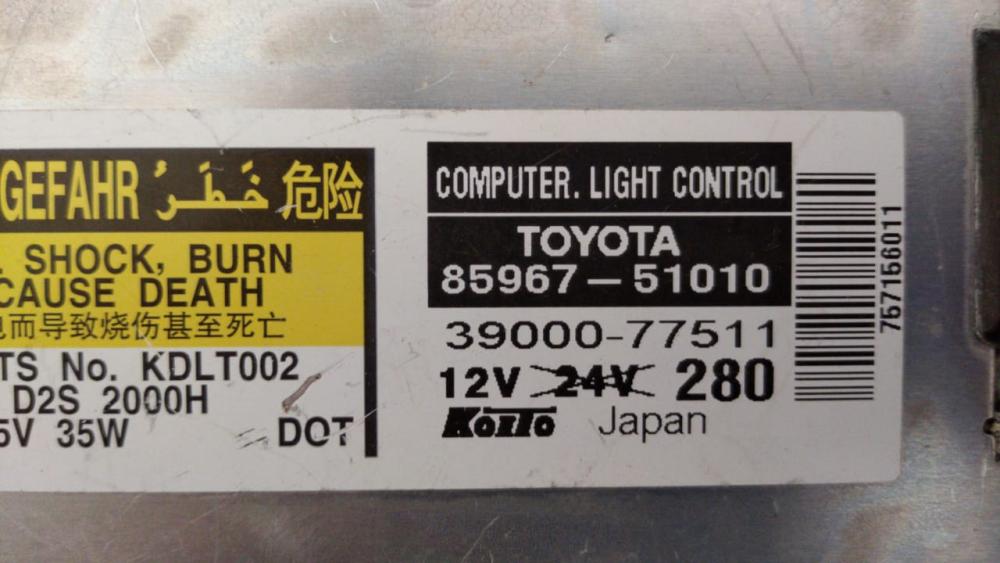 GEFAHR خَطَرُ 危险
SHOCK, BURN
CAUSE DEATH
而导致烧伤甚至死亡
TS No. KDLT002
D2S 2000H
5V 35W DOT
COMPUTER. LIGHT CONTROL
TOYOTA
85967-51010
39000-77511
12V 24V 280
KOITO Japan
757156011